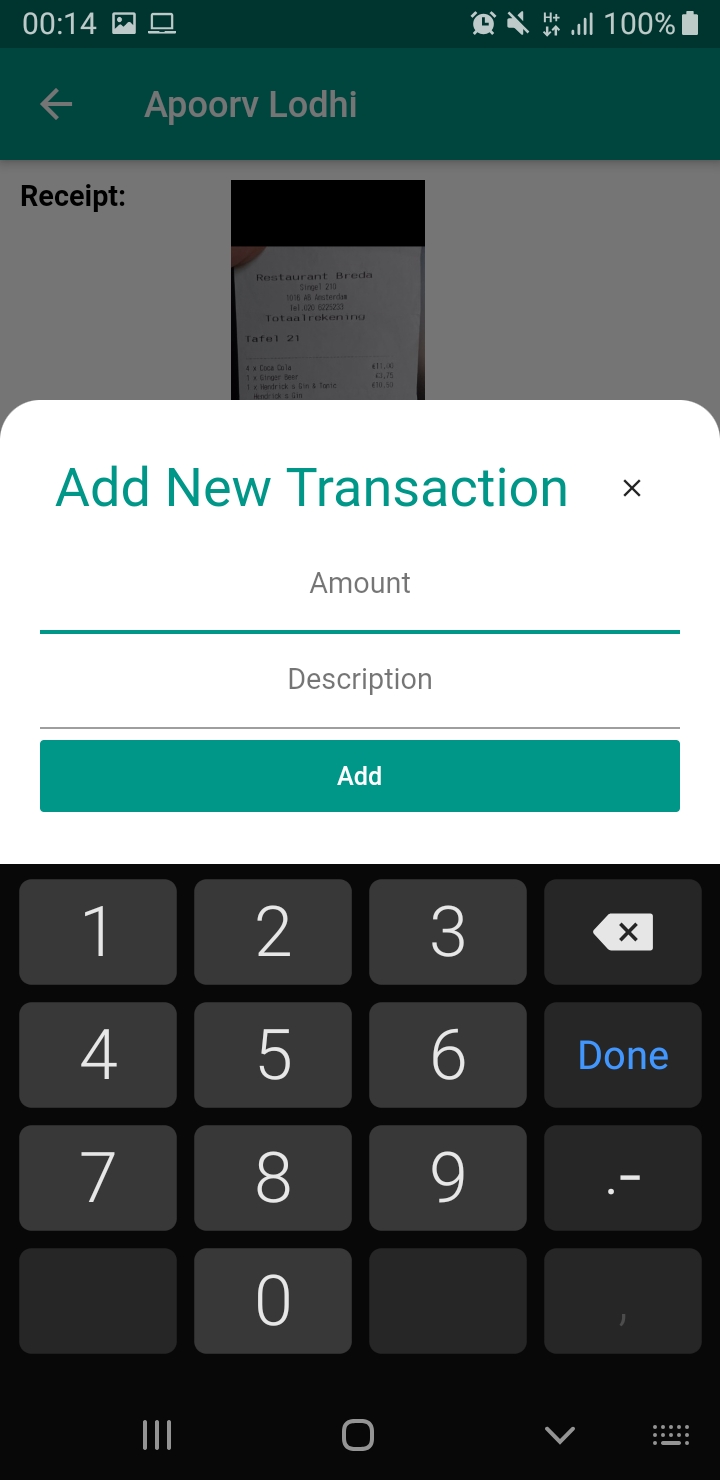 00:14 H+ 100%
Apoorv Lodhi
Receipt:
Restaurant Breda
Singel 210
1016 AB Amsterdam
Tel.020 6225233
Totaalrekening
Tafel 21
4 x Coca Cola
1 x Ginger Beer €3,75
1 x Hendrick s Gin & Tonic €10,50
Hendrick s Gin
Add New Transaction
Amount
Description
Add
1 2 3
4 5 6 Done
7 8 9 .-
0 ,